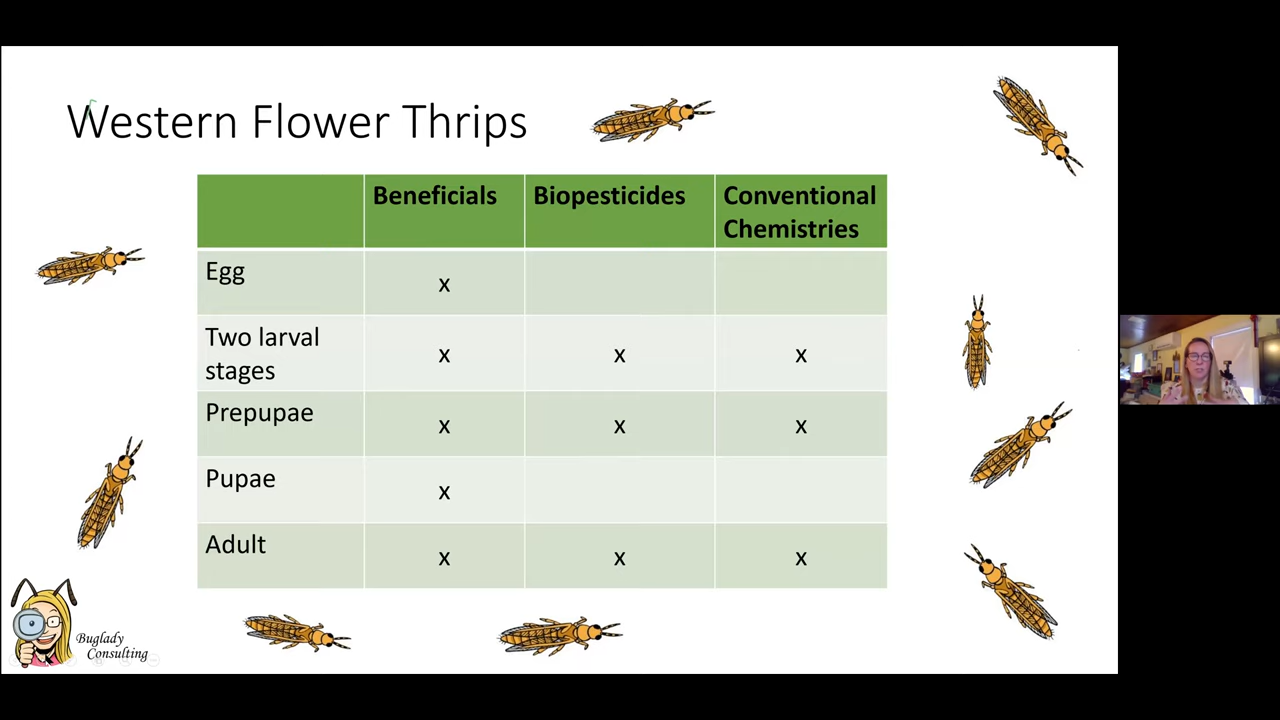 Western Flower Thrips
Beneficials Biopesticides Conventional
Chemistries
Egg x
Two larval
stages x x x
Prepupae x x x
Pupae x
Adult x x x
Buglady
Consulting